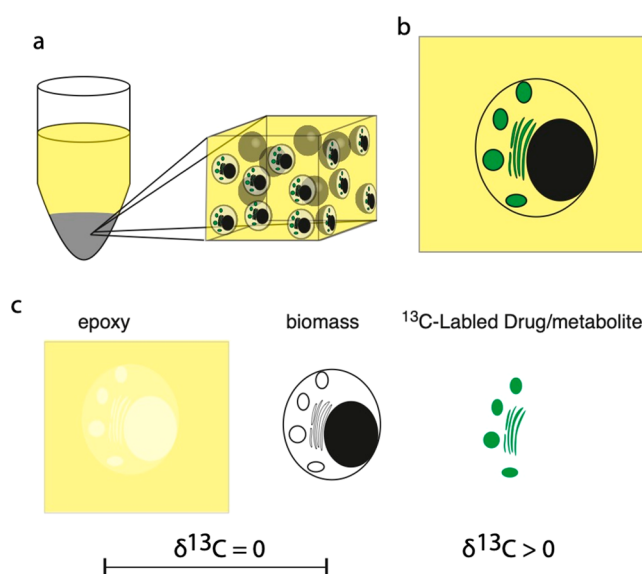 a
b
c
epoxy
biomass
¹³C-Labled Drug/metabolite
δ¹³C = 0
δ¹³C > 0